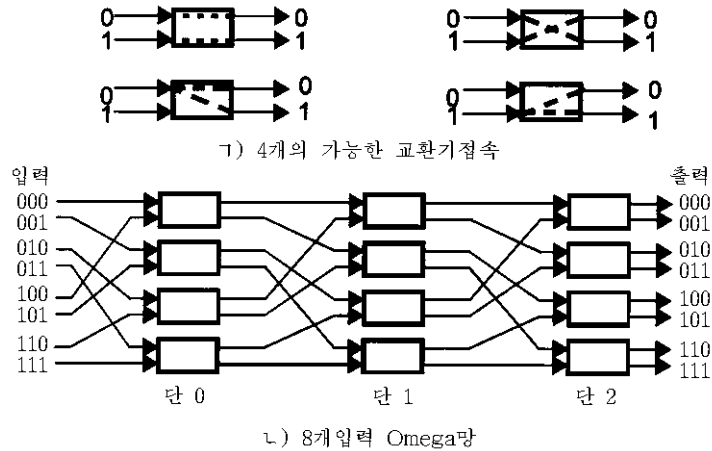 0 0 0 0
1 1 1 1
0 0 0 0
1 1 1 1
ㄱ) 4개의 가능한 교환기접속
입력 출력
000 000
001 001
010 010
011 011
100 100
101 101
110 110
111 111
단 0 단 1 단 2
ㄴ) 8개입력 Omega망